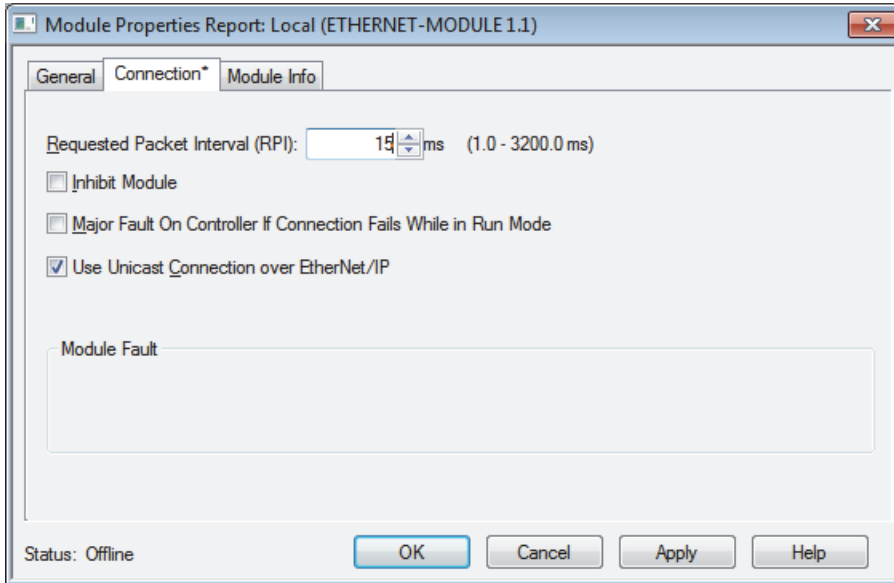 Module Properties Report: Local (ETHERNET-MODULE 1.1)
General Connection* Module Info
Requested Packet Interval (RPI): 15 ms (1.0 - 3200.0 ms)
Inhibit Module
Major Fault On Controller If Connection Fails While in Run Mode
Use Unicast Connection over EtherNet/IP
Module Fault
Status: Offline OK Cancel Apply Help